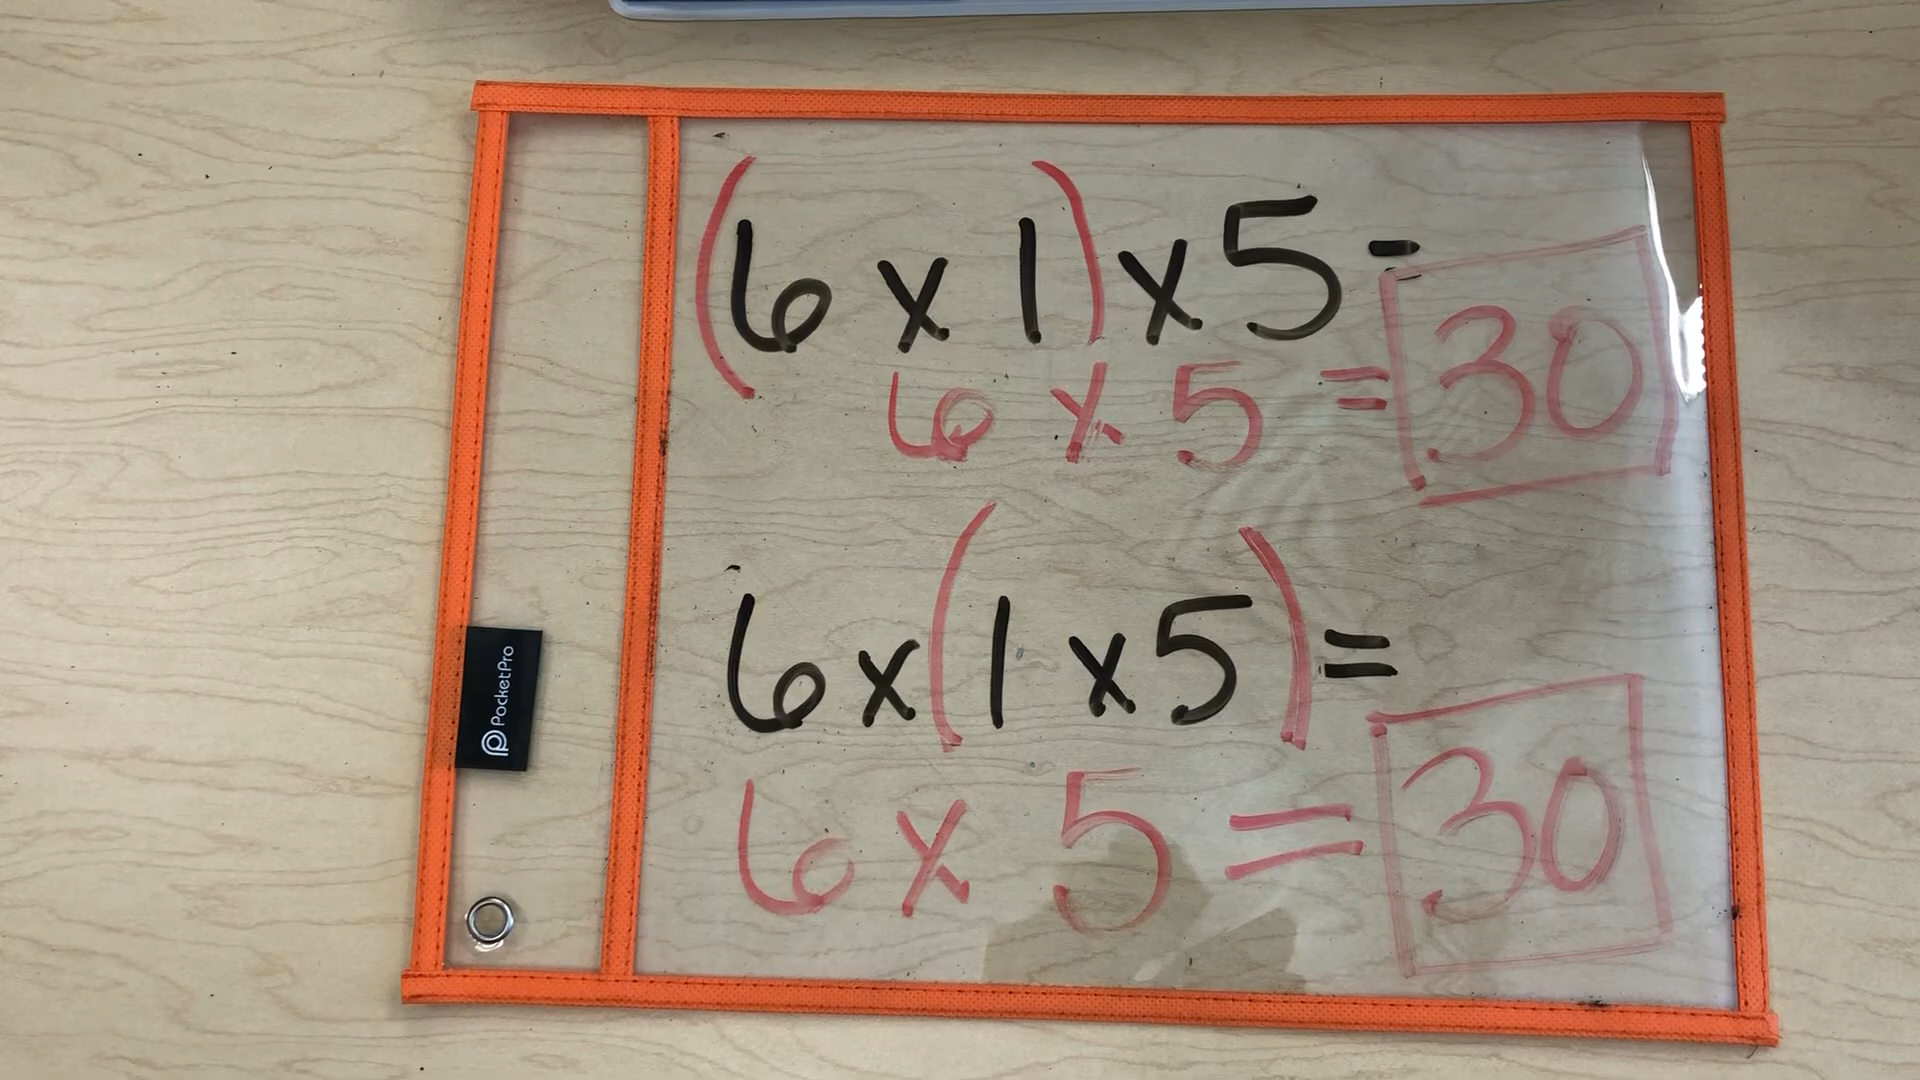 (6 x 1) x 5 =
6 x 5 = 30
6 x (1 x 5) =
6 x 5 = 30
PocketPro